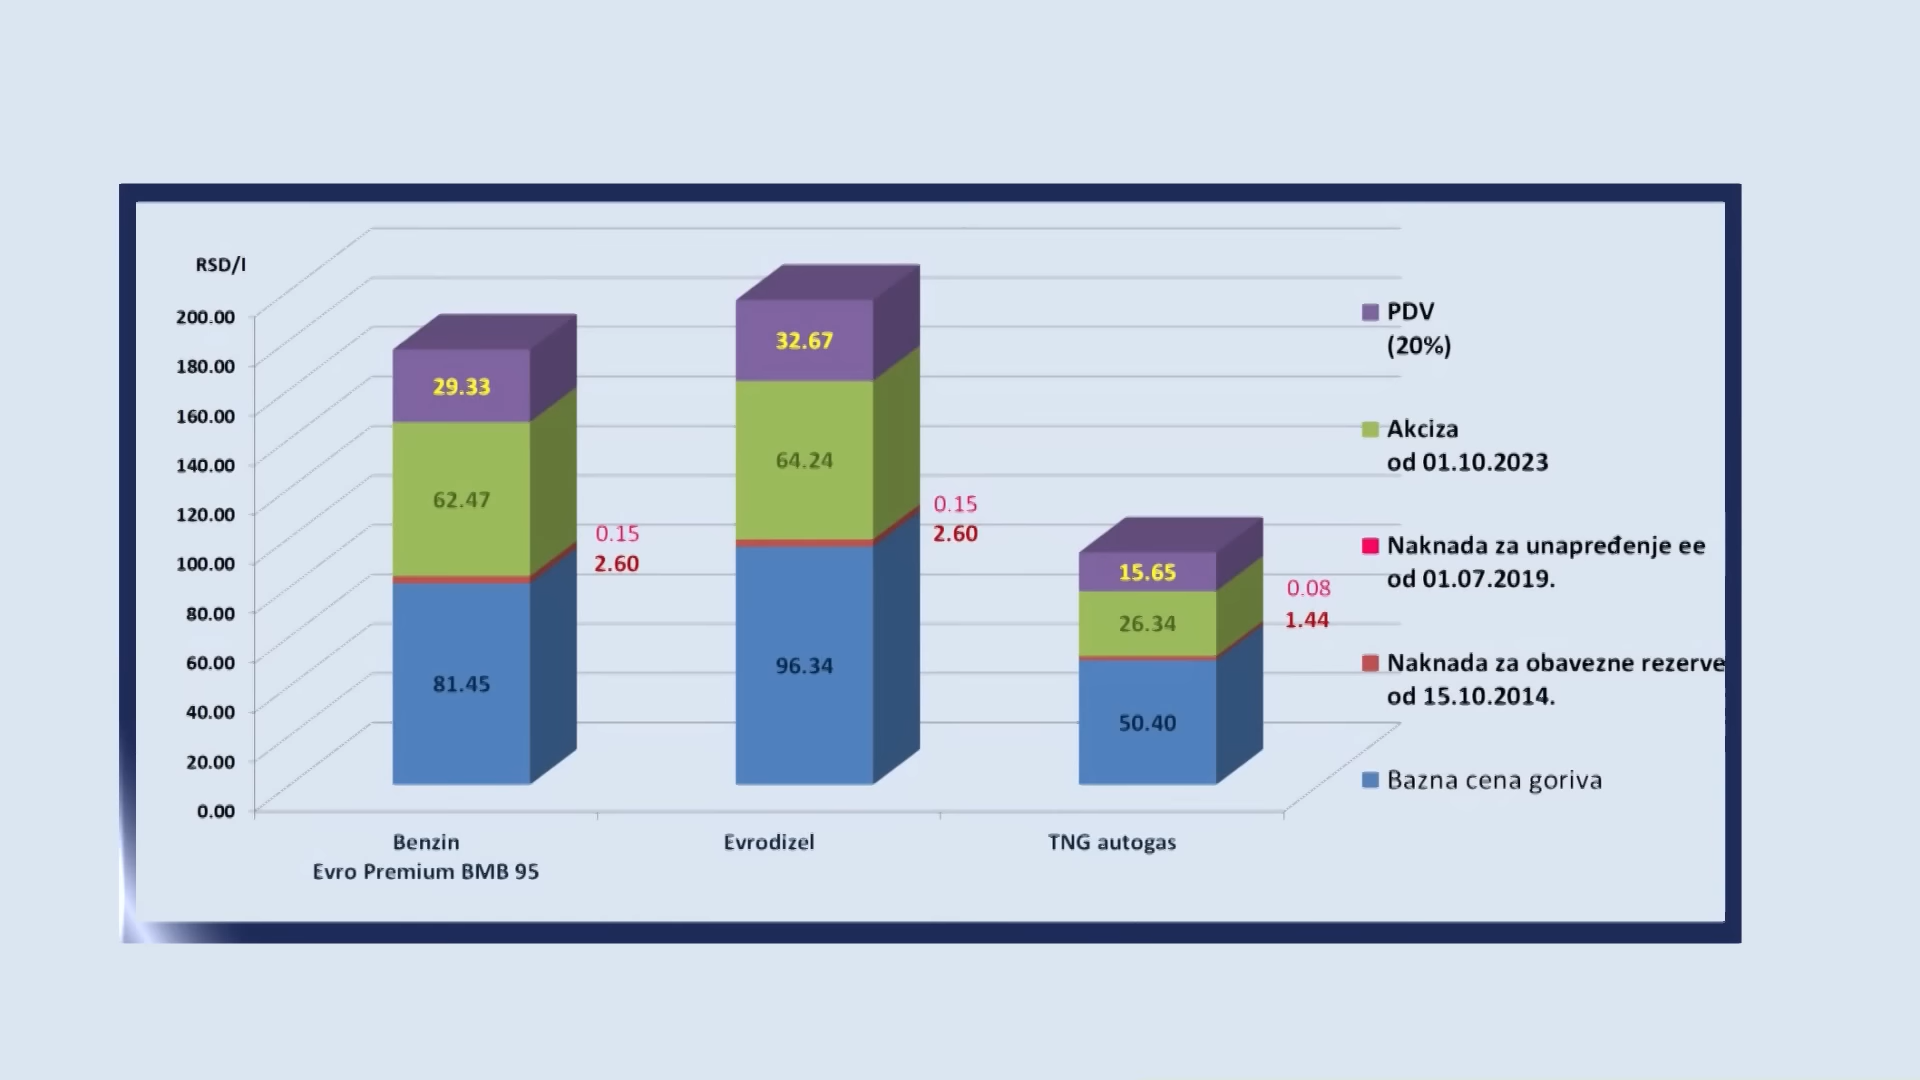 RSD/l
200.00
180.00
160.00
140.00
120.00
100.00
80.00
60.00
40.00
20.00
0.00
29.33
62.47
0.15
2.60
81.45
32.67
64.24
0.15
2.60
96.34
15.65
26.34
0.08
1.44
50.40
Benzin
Evro Premium BMB 95
Evrodizel
TNG autogas
PDV
(20%)
Akciza
od 01.10.2023
Naknada za unapređenje ee
od 01.07.2019.
Naknada za obavezne rezerve
od 15.10.2014.
Bazna cena goriva